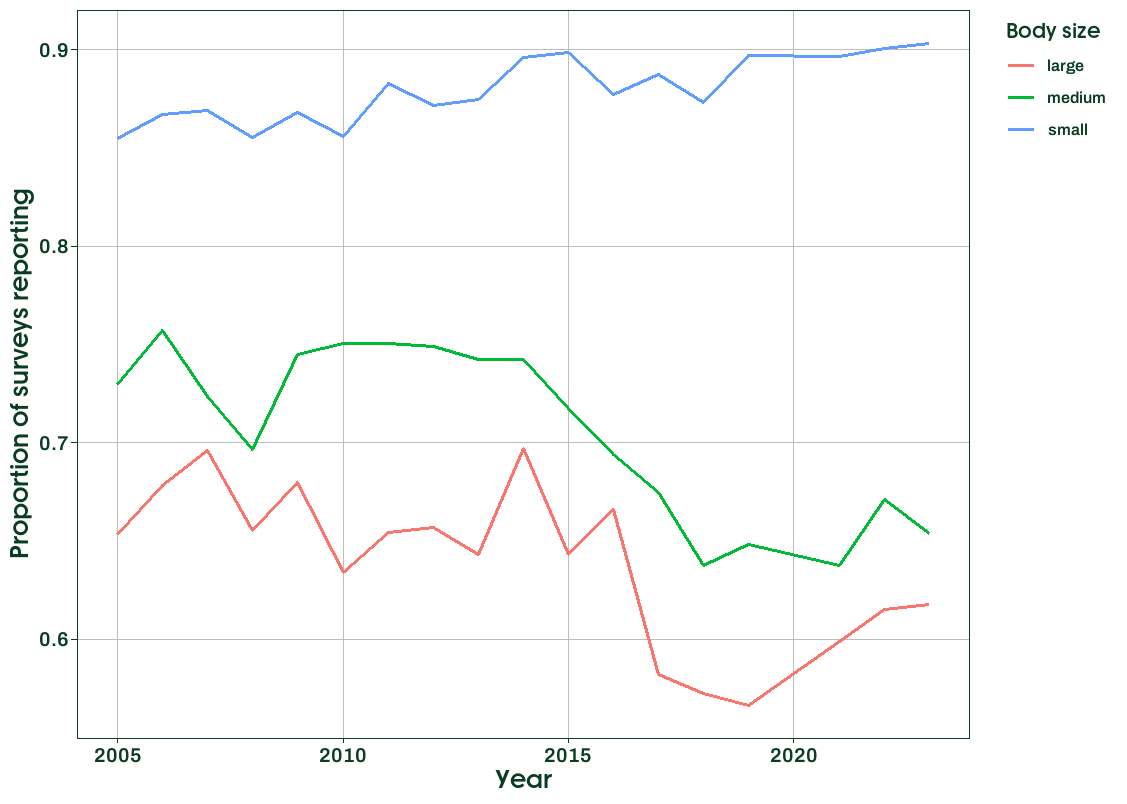 Body size
large
medium
small
Proportion of surveys reporting
0.9
0.8
0.7
0.6
2005 2010 2015 2020
Year